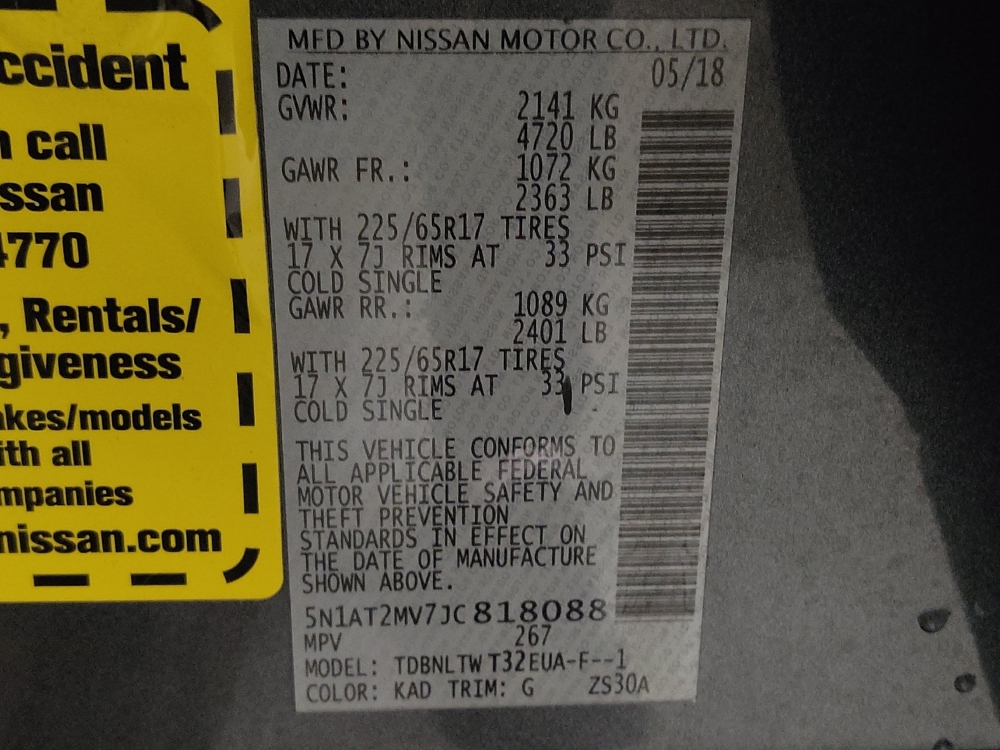 ccident
n call
ssan
4770
, Rentals/
giveness
akes/models
ith all
mpanies
nissan.com
MFD BY NISSAN MOTOR CO., LTD.
DATE: 05/18
GVWR: 2141 KG
4720 LB
GAWR FR.: 1072 KG
2363 LB
WITH 225/65R17 TIRES
17 X 7J RIMS AT 33 PSI
COLD SINGLE
GAWR RR.: 1089 KG
2401 LB
WITH 225/65R17 TIRES
17 X 7J RIMS AT 33 PSI
COLD SINGLE
THIS VEHICLE CONFORMS TO
ALL APPLICABLE FEDERAL
MOTOR VEHICLE SAFETY AND
THEFT PREVENTION
STANDARDS IN EFFECT ON
THE DATE OF MANUFACTURE
SHOWN ABOVE.
5N1AT2MV7JC818088
MPV 267
MODEL: TDBNLTW T32EUA-F--1
COLOR: KAD TRIM: G ZS30A